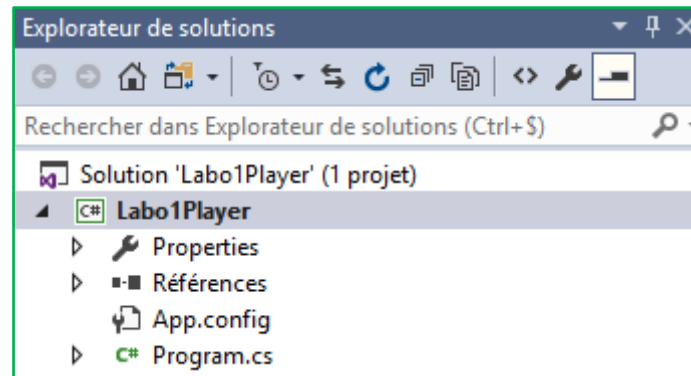 Explorateur de solutions
Rechercher dans Explorateur de solutions (Ctrl+$)
Solution 'Labo1Player' (1 projet)
C# Labo1Player
Properties
Références
App.config
C# Program.cs